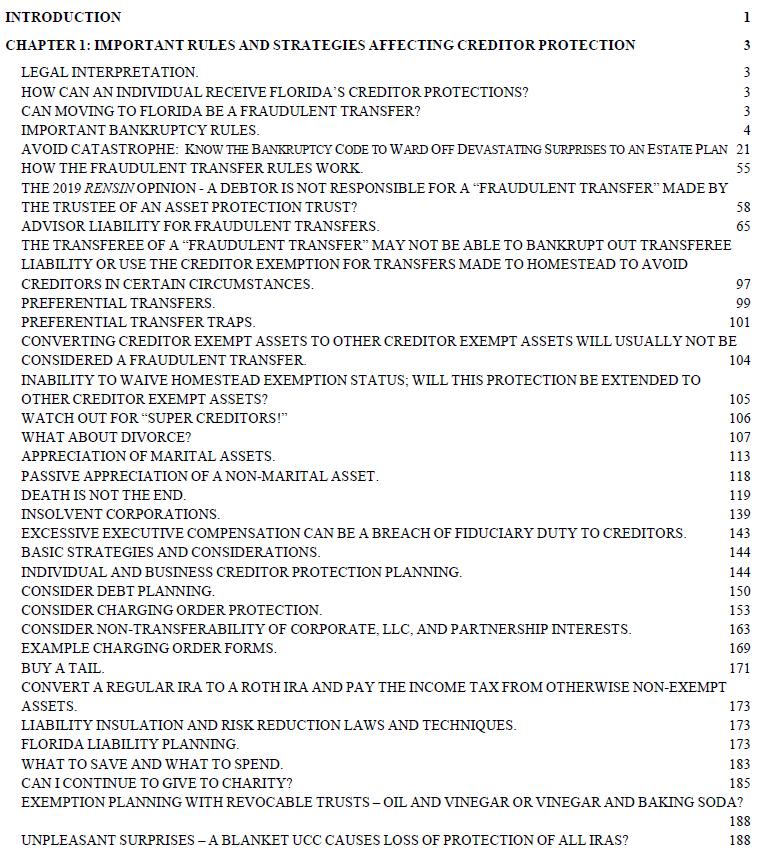 INTRODUCTION 1
CHAPTER 1: IMPORTANT RULES AND STRATEGIES AFFECTING CREDITOR PROTECTION 3
LEGAL INTERPRETATION. 3
HOW CAN AN INDIVIDUAL RECEIVE FLORIDA'S CREDITOR PROTECTIONS? 3
CAN MOVING TO FLORIDA BE A FRAUDULENT TRANSFER? 3
IMPORTANT BANKRUPTCY RULES. 4
AVOID CATASTROPHE: KNOW THE BANKRUPTCY CODE TO WARD OFF DEVASTATING SURPRISES TO AN ESTATE PLAN 21
HOW THE FRAUDULENT TRANSFER RULES WORK. 55
THE 2019 RENSIN OPINION - A DEBTOR IS NOT RESPONSIBLE FOR A “FRAUDULENT TRANSFER” MADE BY
THE TRUSTEE OF AN ASSET PROTECTION TRUST? 58
ADVISOR LIABILITY FOR FRAUDULENT TRANSFERS. 65
THE TRANSFEREE OF A “FRAUDULENT TRANSFER” MAY NOT BE ABLE TO BANKRUPT OUT TRANSFEREE
LIABILITY OR USE THE CREDITOR EXEMPTION FOR TRANSFERS MADE TO HOMESTEAD TO AVOID
CREDITORS IN CERTAIN CIRCUMSTANCES. 97
PREFERENTIAL TRANSFERS. 99
PREFERENTIAL TRANSFER TRAPS. 101
CONVERTING CREDITOR EXEMPT ASSETS TO OTHER CREDITOR EXEMPT ASSETS WILL USUALLY NOT BE
CONSIDERED A FRAUDULENT TRANSFER. 104
INABILITY TO WAIVE HOMESTEAD EXEMPTION STATUS; WILL THIS PROTECTION BE EXTENDED TO
OTHER CREDITOR EXEMPT ASSETS? 105
WATCH OUT FOR “SUPER CREDITORS!” 106
WHAT ABOUT DIVORCE? 107
APPRECIATION OF MARITAL ASSETS. 113
PASSIVE APPRECIATION OF A NON-MARITAL ASSET. 118
DEATH IS NOT THE END. 119
INSOLVENT CORPORATIONS. 139
EXCESSIVE EXECUTIVE COMPENSATION CAN BE A BREACH OF FIDUCIARY DUTY TO CREDITORS. 143
BASIC STRATEGIES AND CONSIDERATIONS. 144
INDIVIDUAL AND BUSINESS CREDITOR PROTECTION PLANNING. 144
CONSIDER DEBT PLANNING. 150
CONSIDER CHARGING ORDER PROTECTION. 153
CONSIDER NON-TRANSFERABILITY OF CORPORATE, LLC, AND PARTNERSHIP INTERESTS. 163
EXAMPLE CHARGING ORDER FORMS. 169
BUY A TAIL. 171
CONVERT A REGULAR IRA TO A ROTH IRA AND PAY THE INCOME TAX FROM OTHERWISE NON-EXEMPT
ASSETS. 173
LIABILITY INSULATION AND RISK REDUCTION LAWS AND TECHNIQUES. 173
FLORIDA LIABILITY PLANNING. 173
WHAT TO SAVE AND WHAT TO SPEND. 183
CAN I CONTINUE TO GIVE TO CHARITY? 185
EXEMPTION PLANNING WITH REVOCABLE TRUSTS – OIL AND VINEGAR OR VINEGAR AND BAKING SODA?
188
UNPLEASANT SURPRISES – A BLANKET UCC CAUSES LOSS OF PROTECTION OF ALL IRAS? 188